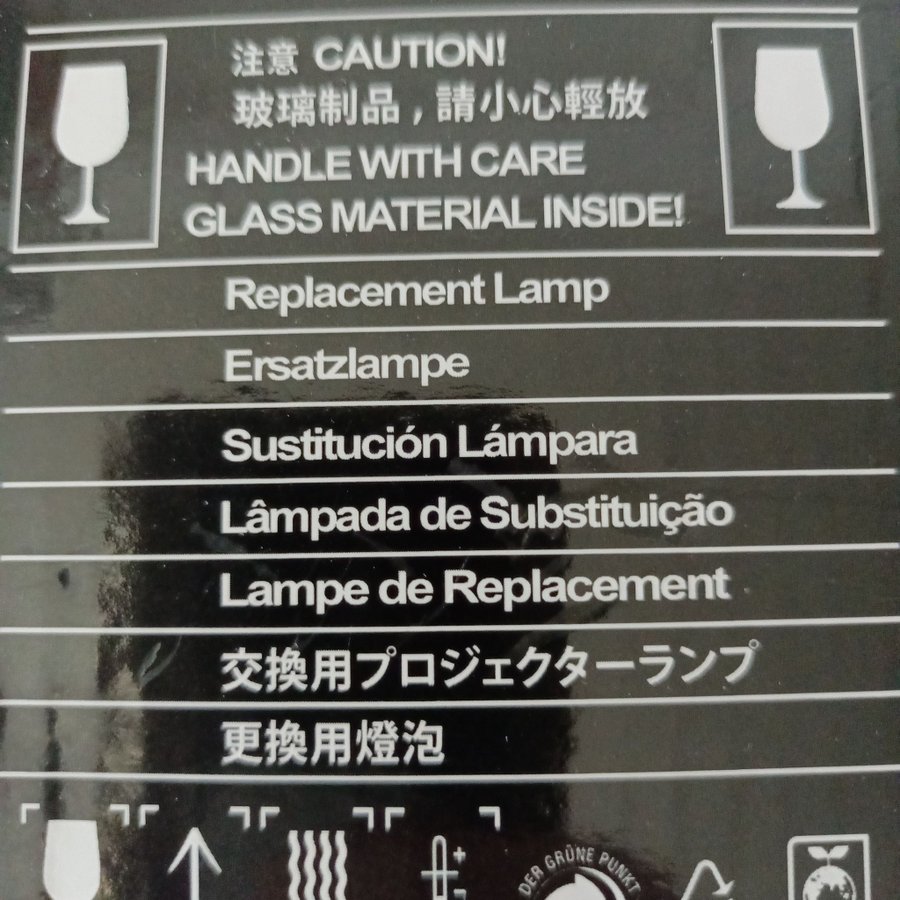 注意 CAUTION!
玻璃制品，請小心輕放
HANDLE WITH CARE
GLASS MATERIAL INSIDE!
Replacement Lamp
Ersatzlampe
Sustitución Lámpara
Lâmpada de Substituição
Lampe de Replacement
交換用プロジェクターランプ
更換用燈泡
DER GRÜNE PUNKT